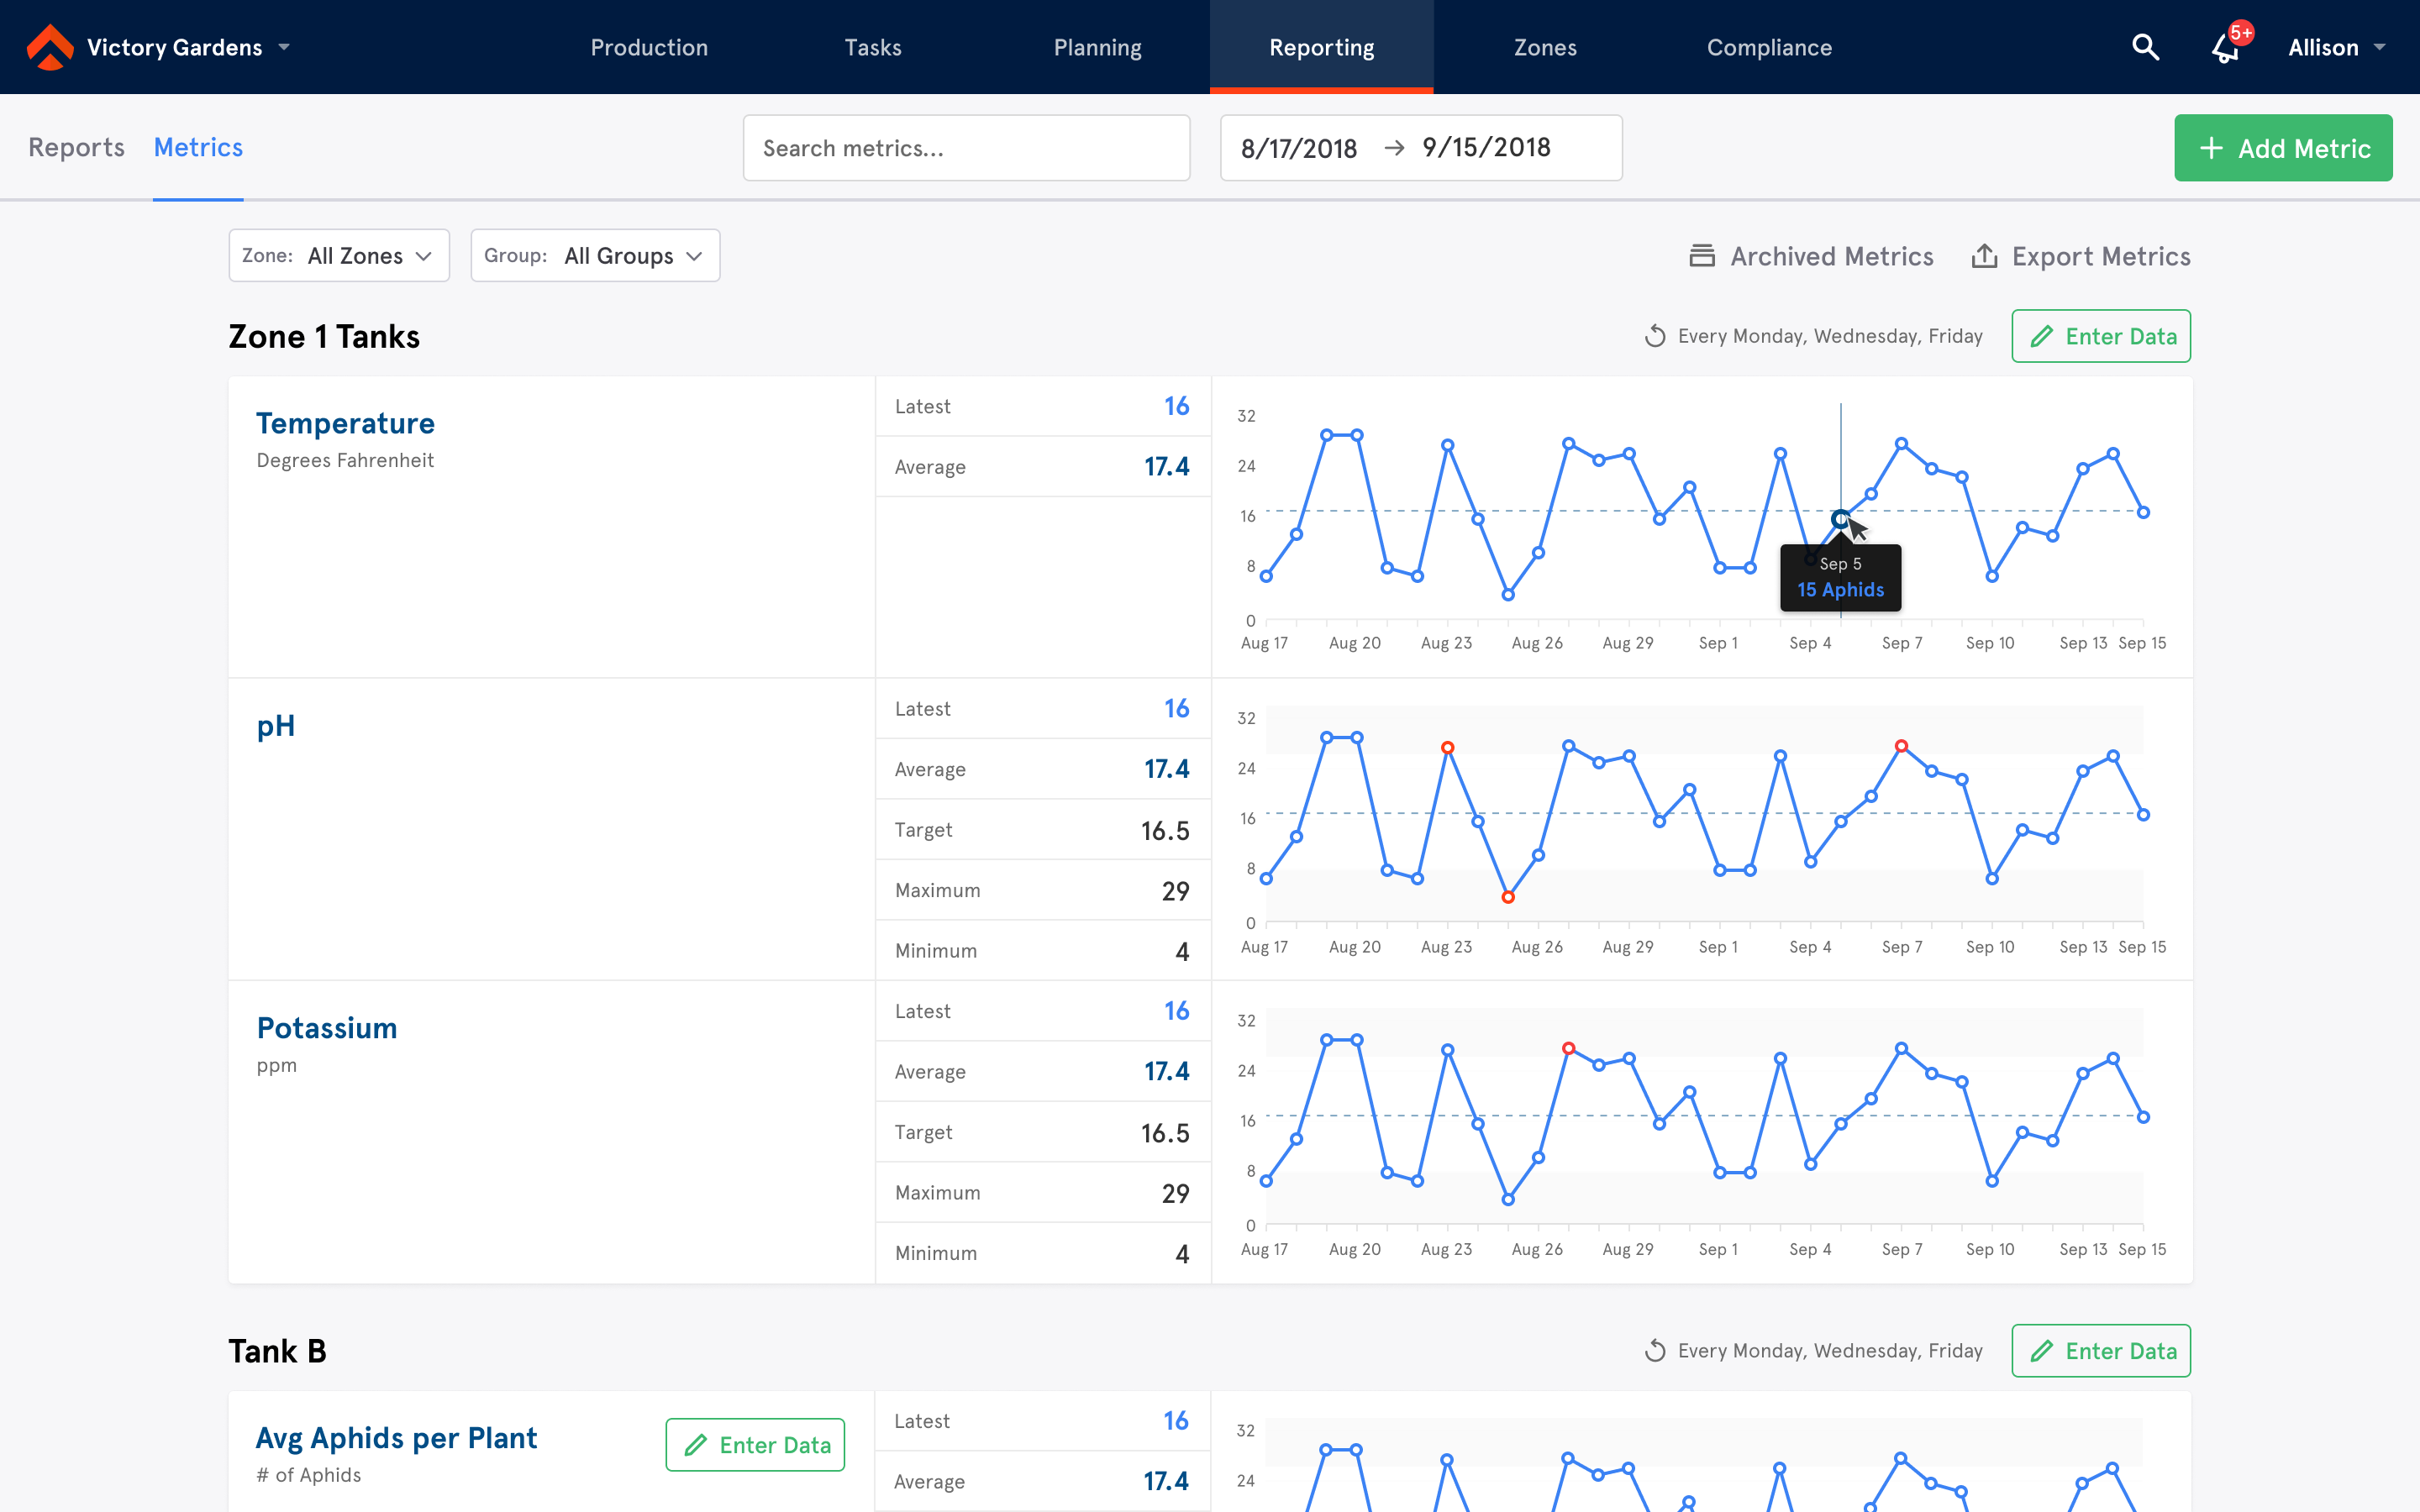 Victory Gardens
Production
Tasks
Planning
Reporting
Zones
Compliance
5+
Allison
Reports
Metrics
Search metrics...
8/17/2018 → 9/15/2018
+ Add Metric
Zone: All Zones
Group: All Groups
Archived Metrics
Export Metrics
Zone 1 Tanks
Every Monday, Wednesday, Friday
Enter Data
Temperature
Degrees Fahrenheit
Latest 16
Average 17.4
32
24
16
8
0
Sep 5
15 Aphids
Aug 17 Aug 20 Aug 23 Aug 26 Aug 29 Sep 1 Sep 4 Sep 7 Sep 10 Sep 13 Sep 15
pH
Latest 16
Average 17.4
Target 16.5
Maximum 29
Minimum 4
32
24
16
8
0
Aug 17 Aug 20 Aug 23 Aug 26 Aug 29 Sep 1 Sep 4 Sep 7 Sep 10 Sep 13 Sep 15
Potassium
ppm
Latest 16
Average 17.4
Target 16.5
Maximum 29
Minimum 4
32
24
16
8
0
Aug 17 Aug 20 Aug 23 Aug 26 Aug 29 Sep 1 Sep 4 Sep 7 Sep 10 Sep 13 Sep 15
Tank B
Every Monday, Wednesday, Friday
Enter Data
Avg Aphids per Plant
# of Aphids
Enter Data
Latest 16
Average 17.4
32
24